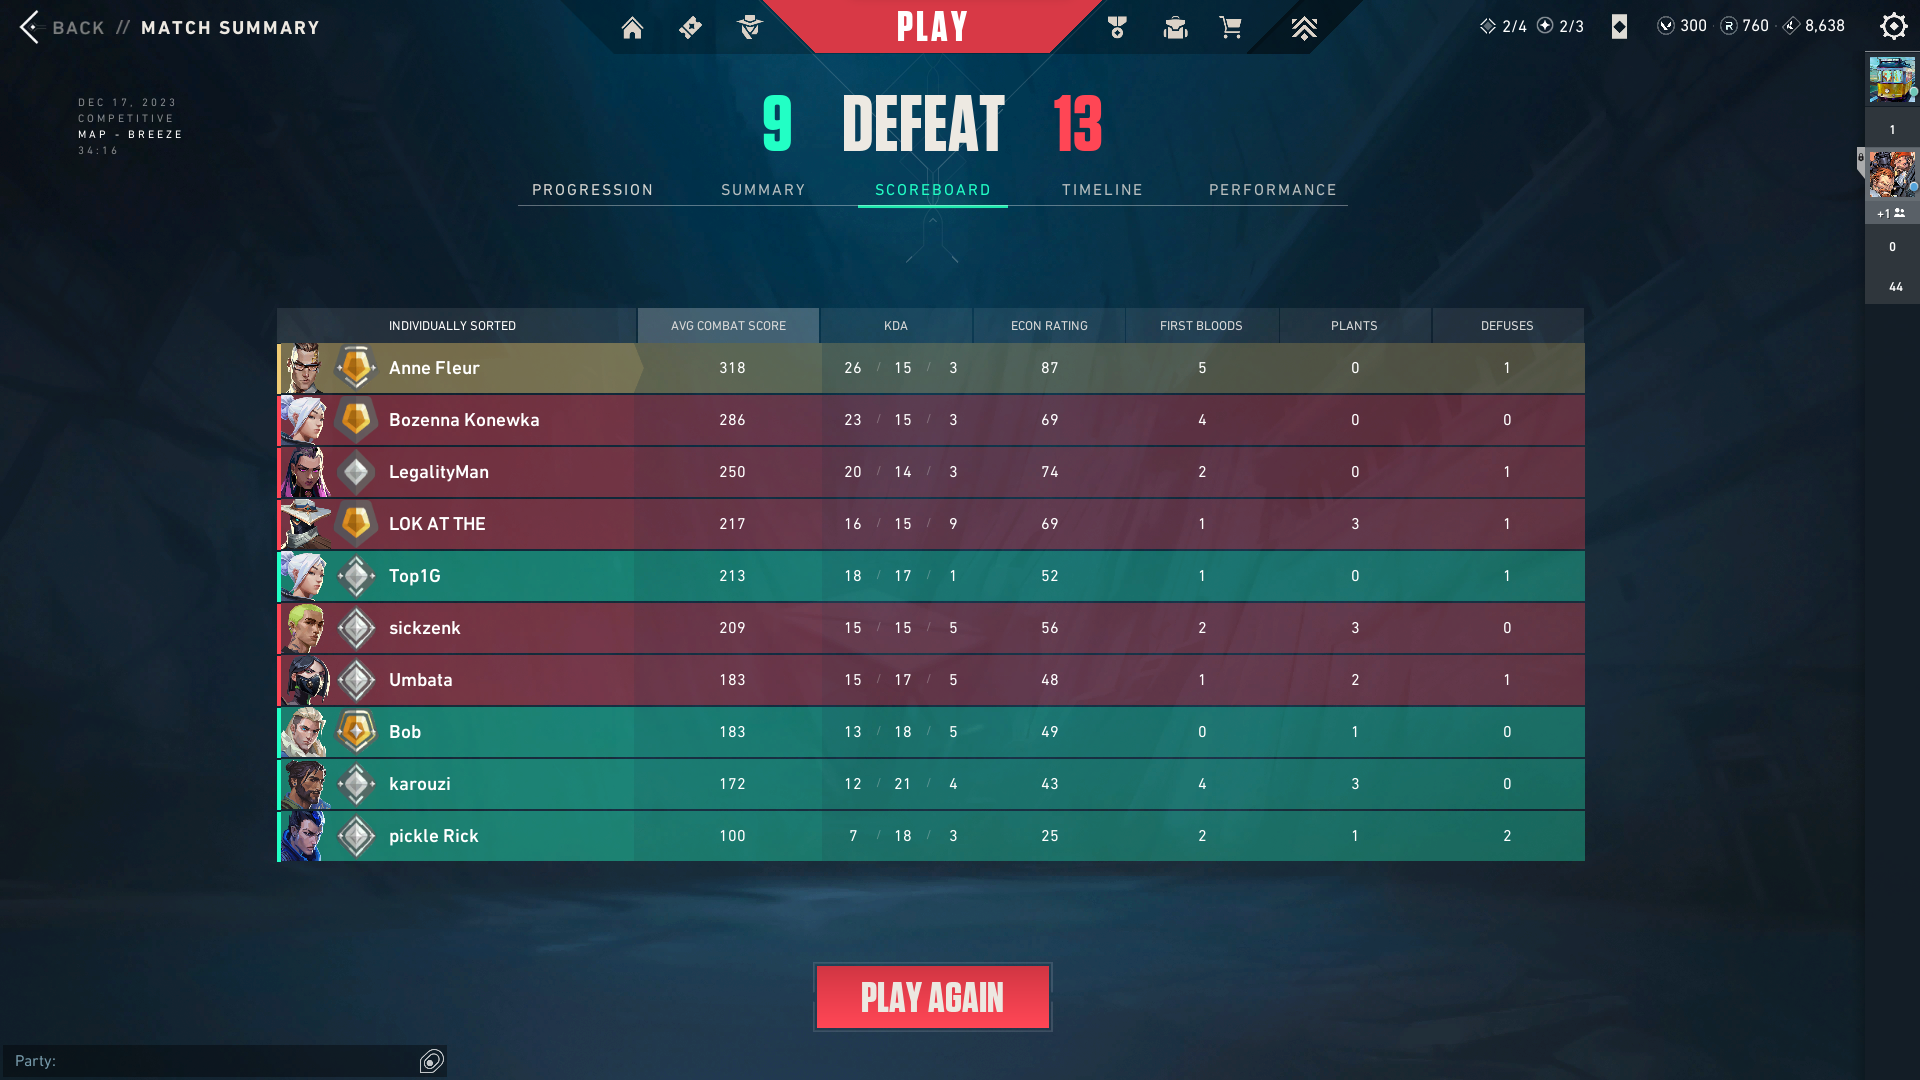 BACK // MATCH SUMMARY
PLAY
2/4 2/3 300 760 8,638
DEC 17, 2023
COMPETITIVE
MAP - BREEZE
34:16
9 DEFEAT 13
PROGRESSION SUMMARY SCOREBOARD TIMELINE PERFORMANCE
1
+1
0
44
INDIVIDUALLY SORTED AVG COMBAT SCORE KDA ECON RATING FIRST BLOODS PLANTS DEFUSES
Anne Fleur 318 26 / 15 / 3 87 5 0 1
Bozenna Konewka 286 23 / 15 / 3 69 4 0 0
LegalityMan 250 20 / 14 / 3 74 2 0 1
LOK AT THE 217 16 / 15 / 9 69 1 3 1
Top1G 213 18 / 17 / 1 52 1 0 1
sickzenk 209 15 / 15 / 5 56 2 3 0
Umbata 183 15 / 17 / 5 48 1 2 1
Bob 183 13 / 18 / 5 49 0 1 0
karouzi 172 12 / 21 / 4 43 4 3 0
pickle Rick 100 7 / 18 / 3 25 2 1 2
PLAY AGAIN
Party: